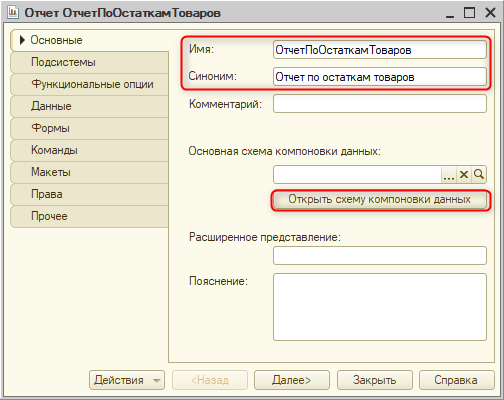 Отчет ОтчетПоОстаткамТоваров
Основные
Подсистемы
Функциональные опции
Данные
Формы
Команды
Макеты
Права
Прочее
Имя: ОтчетПоОстаткамТоваров
Синоним: Отчет по остаткам товаров
Комментарий:
Основная схема компоновки данных:
...
Открыть схему компоновки данных
Расширенное представление:
Пояснение:
Действия <Назад Далее> Закрыть Справка